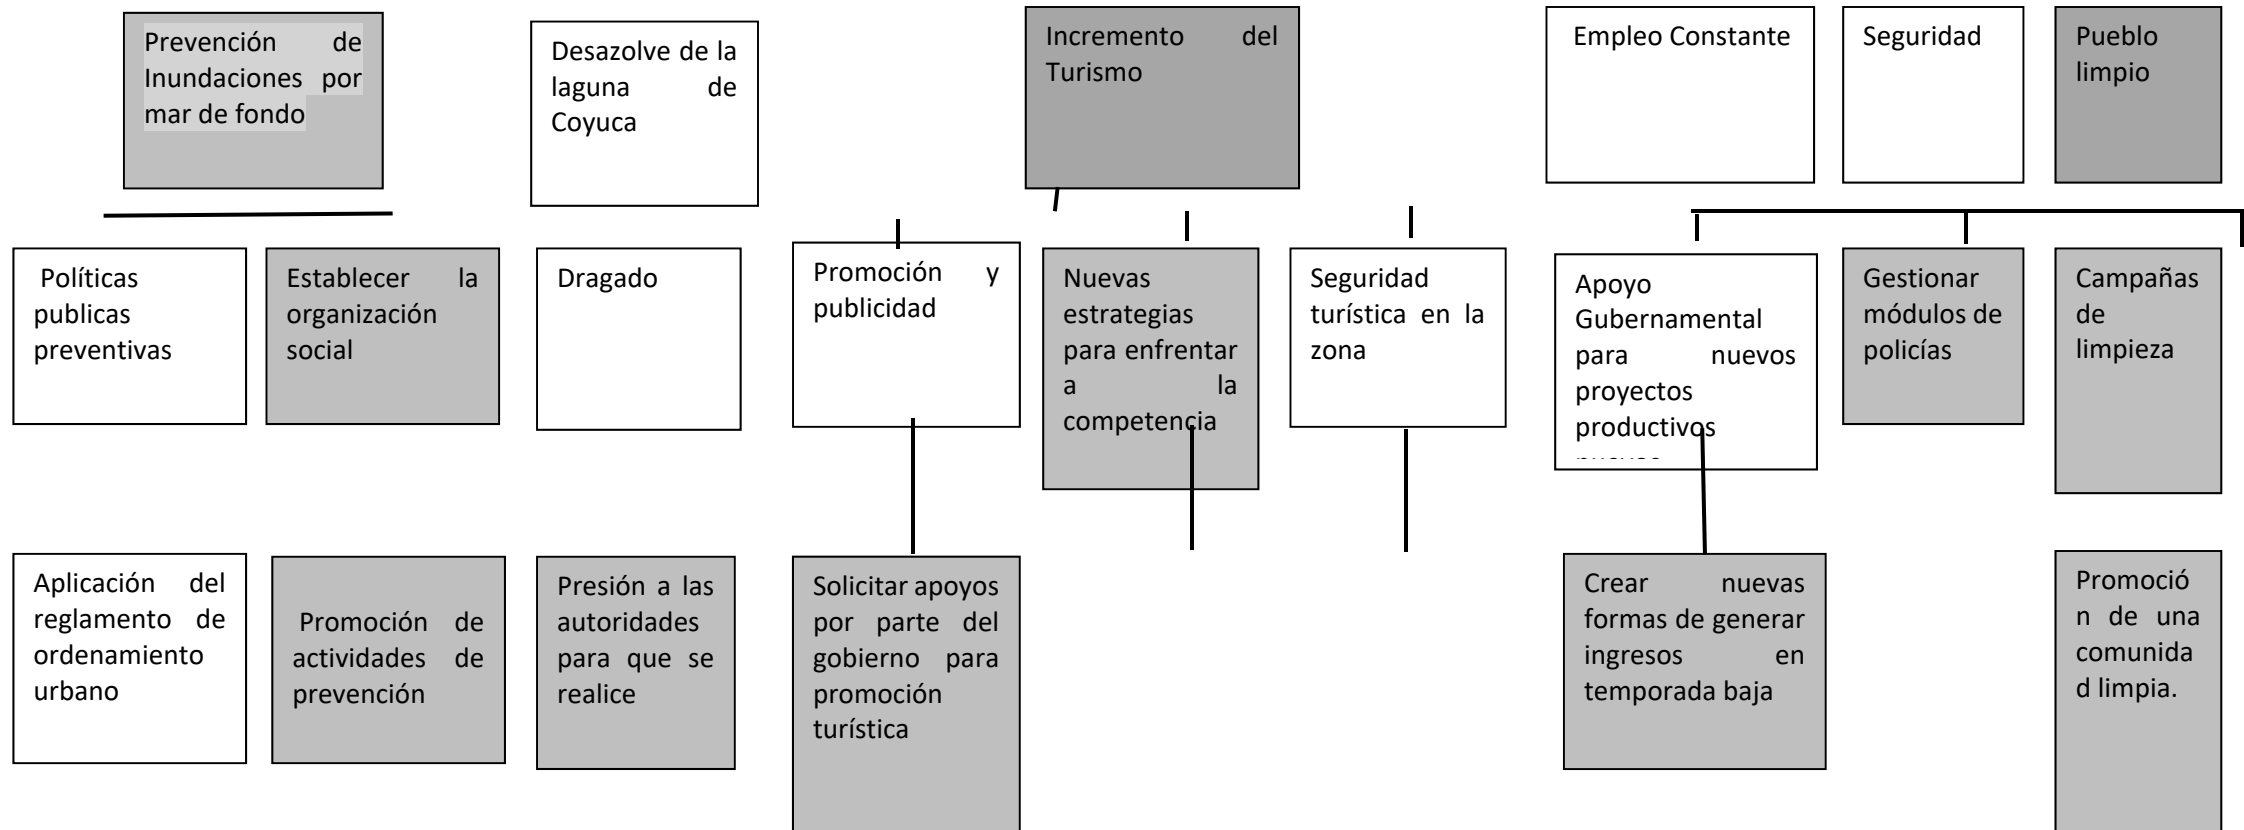 Prevención de
Inundaciones por
mar de fondo
Desazolve de la
laguna de
Coyuca
Incremento del
Turismo
Empleo Constante
Seguridad
Pueblo
limpio
Políticas
publicas
preventivas
Establecer la
organización
social
Dragado
Promoción y
publicidad
Nuevas
estrategias
para enfrentar
a la
competencia
Seguridad
turística en la
zona
Apoyo
Gubernamental
para nuevos
proyectos
productivos
Gestionar
módulos de
policías
Campañas
de
limpieza
Aplicación del
reglamento de
ordenamiento
urbano
Promoción de
actividades de
prevención
Presión a las
autoridades
para que se
realice
Solicitar apoyos
por parte del
gobierno para
promoción
turística
Crear nuevas
formas de generar
ingresos en
temporada baja
Promoció
n de una
comunida
d limpia.